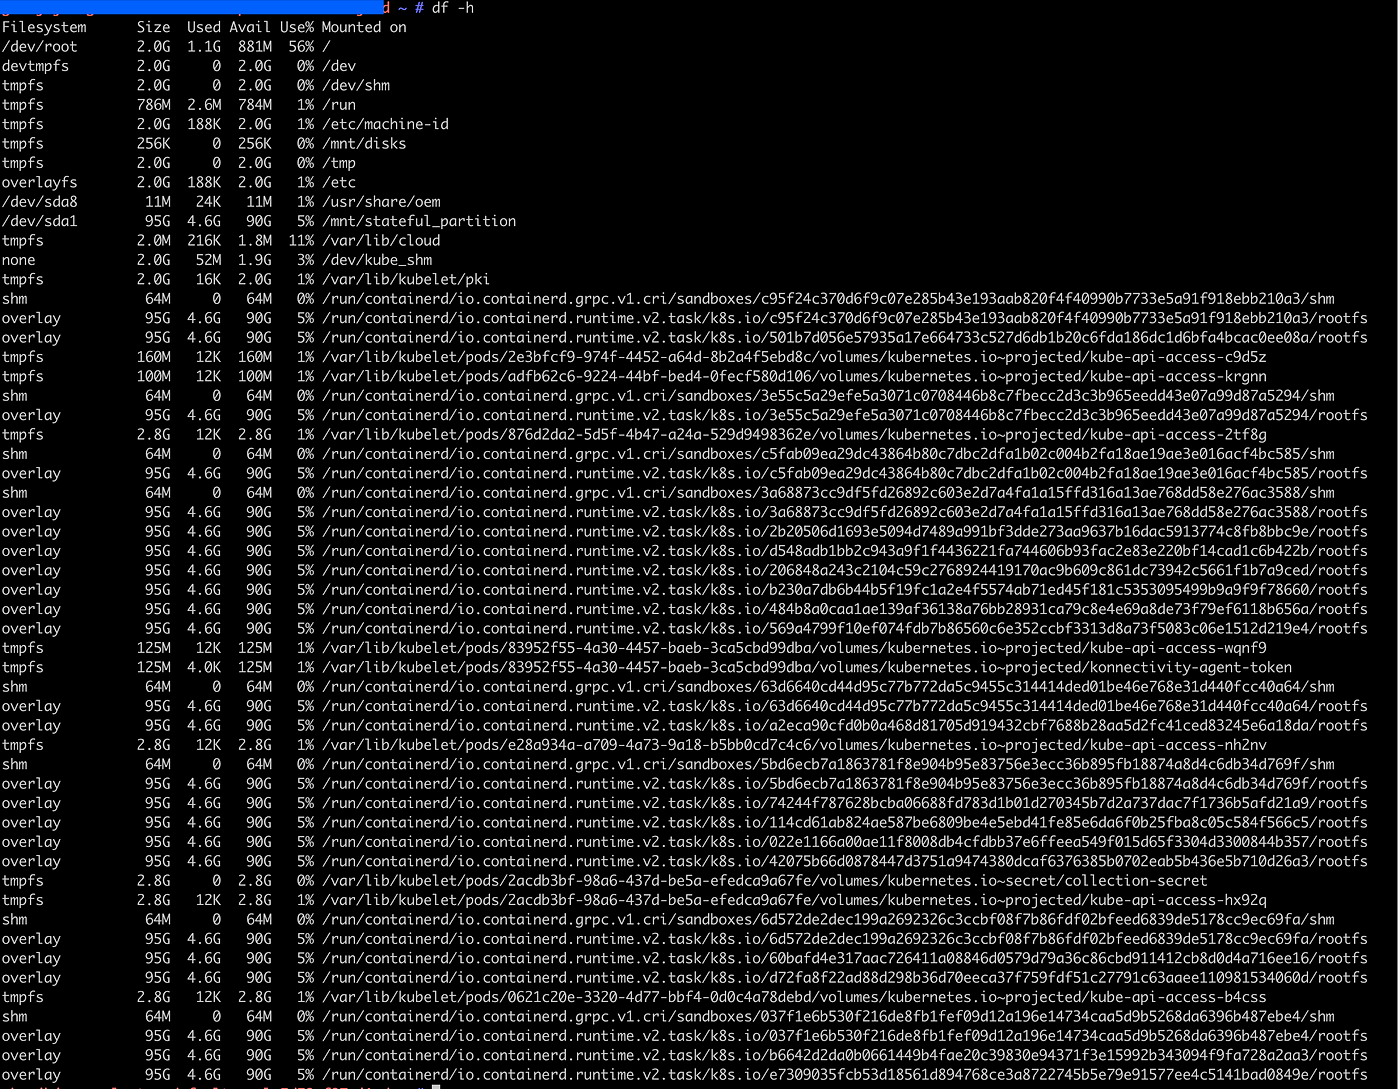 d ~ # df -h
Filesystem      Size  Used Avail Use% Mounted on
/dev/root       2.0G  1.1G  881M  56% /
devtmpfs        2.0G     0  2.0G   0% /dev
tmpfs           2.0G     0  2.0G   0% /dev/shm
tmpfs           786M  2.6M  784M   1% /run
tmpfs           2.0G  188K  2.0G   1% /etc/machine-id
tmpfs           256K     0  256K   0% /mnt/disks
tmpfs           2.0G     0  2.0G   0% /tmp
overlayfs       2.0G  188K  2.0G   1% /etc
/dev/sda8        11M   24K   11M   1% /usr/share/oem
/dev/sda1        95G  4.6G   90G   5% /mnt/stateful_partition
tmpfs           2.0M  216K  1.8M  11% /var/lib/cloud
none            2.0G   52M  1.9G   3% /dev/kube_shm
tmpfs           2.0G   16K  2.0G   1% /var/lib/kubelet/pki
shm              64M     0   64M   0% /run/containerd/io.containerd.grpc.v1.cri/sandboxes/c95f24c370d6f9c07e285b43e193aab820f4f40990b7733e5a91f918ebb210a3/shm
overlay          95G  4.6G   90G   5% /run/containerd/io.containerd.runtime.v2.task/k8s.io/c95f24c370d6f9c07e285b43e193aab820f4f40990b7733e5a91f918ebb210a3/rootfs
overlay          95G  4.6G   90G   5% /run/containerd/io.containerd.runtime.v2.task/k8s.io/501b7d056e57935a17e664733c527d6db1b20c6fda186dc1d6bfa4bcac0ee08a/rootfs
tmpfs           160M   12K  160M   1% /var/lib/kubelet/pods/2e3bfcf9-974f-4452-a64d-8b2a4f5ebd8c/volumes/kubernetes.io~projected/kube-api-access-c9d5z
tmpfs           100M   12K  100M   1% /var/lib/kubelet/pods/adfb62c6-9224-44bf-bed4-0fecf580d106/volumes/kubernetes.io~projected/kube-api-access-krgnn
shm              64M     0   64M   0% /run/containerd/io.containerd.grpc.v1.cri/sandboxes/3e55c5a29efe5a3071c0708446b8c7fbecc2d3c3b965eedd43e07a99d87a5294/shm
overlay          95G  4.6G   90G   5% /run/containerd/io.containerd.runtime.v2.task/k8s.io/3e55c5a29efe5a3071c0708446b8c7fbecc2d3c3b965eedd43e07a99d87a5294/rootfs
tmpfs           2.8G   12K  2.8G   1% /var/lib/kubelet/pods/876d2da2-5d5f-4b47-a24a-529d9498362e/volumes/kubernetes.io~projected/kube-api-access-2tf8g
shm              64M     0   64M   0% /run/containerd/io.containerd.grpc.v1.cri/sandboxes/c5fab09ea29dc43864b80c7dbc2dfa1b02c004b2fa18ae19ae3e016acf4bc585/shm
overlay          95G  4.6G   90G   5% /run/containerd/io.containerd.runtime.v2.task/k8s.io/c5fab09ea29dc43864b80c7dbc2dfa1b02c004b2fa18ae19ae3e016acf4bc585/rootfs
shm              64M     0   64M   0% /run/containerd/io.containerd.grpc.v1.cri/sandboxes/3a68873cc9df5fd26892c603e2d7a4fa1a15ffd316a13ae768dd58e276ac3588/shm
overlay          95G  4.6G   90G   5% /run/containerd/io.containerd.runtime.v2.task/k8s.io/3a68873cc9df5fd26892c603e2d7a4fa1a15ffd316a13ae768dd58e276ac3588/rootfs
overlay          95G  4.6G   90G   5% /run/containerd/io.containerd.runtime.v2.task/k8s.io/2b20506d1693e5094d7489a991bf3dde273aa9637b16dac5913774c8fb8bbc9e/rootfs
overlay          95G  4.6G   90G   5% /run/containerd/io.containerd.runtime.v2.task/k8s.io/d548adb1bb2c943a9f1f4436221fa744606b93fac2e83e220bf14cad1c6b422b/rootfs
overlay          95G  4.6G   90G   5% /run/containerd/io.containerd.runtime.v2.task/k8s.io/206848a243c2104c59c2768924419170ac9b609c861dc73942c5661f1b7a9ced/rootfs
overlay          95G  4.6G   90G   5% /run/containerd/io.containerd.runtime.v2.task/k8s.io/b230a7db6b44b5f19fc1a2e4f5574ab71ed45f181c5353095499b9a9f9f78660/rootfs
overlay          95G  4.6G   90G   5% /run/containerd/io.containerd.runtime.v2.task/k8s.io/484b8a0caa1ae139af36138a76bb28931ca79c8e4e69a8de73f79ef6118b656a/rootfs
overlay          95G  4.6G   90G   5% /run/containerd/io.containerd.runtime.v2.task/k8s.io/569a4799f10ef074fdb7b86560c6e352ccbf3313d8a73f5083c06e1512d219e4/rootfs
tmpfs           125M   12K  125M   1% /var/lib/kubelet/pods/83952f55-4a30-4457-baeb-3ca5cbd99dba/volumes/kubernetes.io~projected/kube-api-access-wqnf9
tmpfs           125M  4.0K  125M   1% /var/lib/kubelet/pods/83952f55-4a30-4457-baeb-3ca5cbd99dba/volumes/kubernetes.io~projected/konnectivity-agent-token
shm              64M     0   64M   0% /run/containerd/io.containerd.grpc.v1.cri/sandboxes/63d6640cd44d95c77b772da5c9455c314414ded01be46e768e31d440fcc40a64/shm
overlay          95G  4.6G   90G   5% /run/containerd/io.containerd.runtime.v2.task/k8s.io/63d6640cd44d95c77b772da5c9455c314414ded01be46e768e31d440fcc40a64/rootfs
overlay          95G  4.6G   90G   5% /run/containerd/io.containerd.runtime.v2.task/k8s.io/a2eca90cfd0b0a468d81705d919432cbf7688b28aa5d2fc41ced83245e6a18da/rootfs
tmpfs           2.8G   12K  2.8G   1% /var/lib/kubelet/pods/e28a934a-a709-4a73-9a18-b5bb0cd7c4c6/volumes/kubernetes.io~projected/kube-api-access-nh2nv
shm              64M     0   64M   0% /run/containerd/io.containerd.grpc.v1.cri/sandboxes/5bd6ecb7a1863781f8e904b95e83756e3ecc36b895fb18874a8d4c6db34d769f/shm
overlay          95G  4.6G   90G   5% /run/containerd/io.containerd.runtime.v2.task/k8s.io/5bd6ecb7a1863781f8e904b95e83756e3ecc36b895fb18874a8d4c6db34d769f/rootfs
overlay          95G  4.6G   90G   5% /run/containerd/io.containerd.runtime.v2.task/k8s.io/74244f787628bcba06688fd783d1b01d270345b7d2a737dac7f1736b5afd21a9/rootfs
overlay          95G  4.6G   90G   5% /run/containerd/io.containerd.runtime.v2.task/k8s.io/114cd61ab824ae587be6809be4e5ebd41fe85e6da6f0b25fba8c05c584f566c5/rootfs
overlay          95G  4.6G   90G   5% /run/containerd/io.containerd.runtime.v2.task/k8s.io/022e1166a00ae11f8008db4cfdbb37e6ffeea549f015d65f3304d3300844b357/rootfs
overlay          95G  4.6G   90G   5% /run/containerd/io.containerd.runtime.v2.task/k8s.io/42075b66d0878447d3751a9474380dcaf6376385b0702eab5b436e5b710d26a3/rootfs
tmpfs           2.8G     0  2.8G   0% /var/lib/kubelet/pods/2acdb3bf-98a6-437d-be5a-efedca9a67fe/volumes/kubernetes.io~secret/collection-secret
tmpfs           2.8G   12K  2.8G   1% /var/lib/kubelet/pods/2acdb3bf-98a6-437d-be5a-efedca9a67fe/volumes/kubernetes.io~projected/kube-api-access-hx92q
shm              64M     0   64M   0% /run/containerd/io.containerd.grpc.v1.cri/sandboxes/6d572de2dec199a2692326c3ccbf08f7b86fdf02bfeed6839de5178cc9ec69fa/shm
overlay          95G  4.6G   90G   5% /run/containerd/io.containerd.runtime.v2.task/k8s.io/6d572de2dec199a2692326c3ccbf08f7b86fdf02bfeed6839de5178cc9ec69fa/rootfs
overlay          95G  4.6G   90G   5% /run/containerd/io.containerd.runtime.v2.task/k8s.io/60bafd4e317aac726411a08846d0579d79a36c86cbd911412cb8d0d4a716ee16/rootfs
overlay          95G  4.6G   90G   5% /run/containerd/io.containerd.runtime.v2.task/k8s.io/d72fa8f22ad88d298b36d70eeca37f759fdf51c27791c63aaee110981534060d/rootfs
tmpfs           2.8G   12K  2.8G   1% /var/lib/kubelet/pods/0621c20e-3320-4d77-bbf4-0d0c4a78debd/volumes/kubernetes.io~projected/kube-api-access-b4css
shm              64M     0   64M   0% /run/containerd/io.containerd.grpc.v1.cri/sandboxes/037f1e6b530f216de8fb1fef09d12a196e14734caa5d9b5268da6396b487ebe4/shm
overlay          95G  4.6G   90G   5% /run/containerd/io.containerd.runtime.v2.task/k8s.io/037f1e6b530f216de8fb1fef09d12a196e14734caa5d9b5268da6396b487ebe4/rootfs
overlay          95G  4.6G   90G   5% /run/containerd/io.containerd.runtime.v2.task/k8s.io/b6642d2da0b0661449b4fae20c39830e94371f3e15992b343094f9fa728a2aa3/rootfs
overlay          95G  4.6G   90G   5% /run/containerd/io.containerd.runtime.v2.task/k8s.io/e7309035fcb53d18561d894768ce3a8722745b5e79e91577ee4c5141bad0849e/rootfs